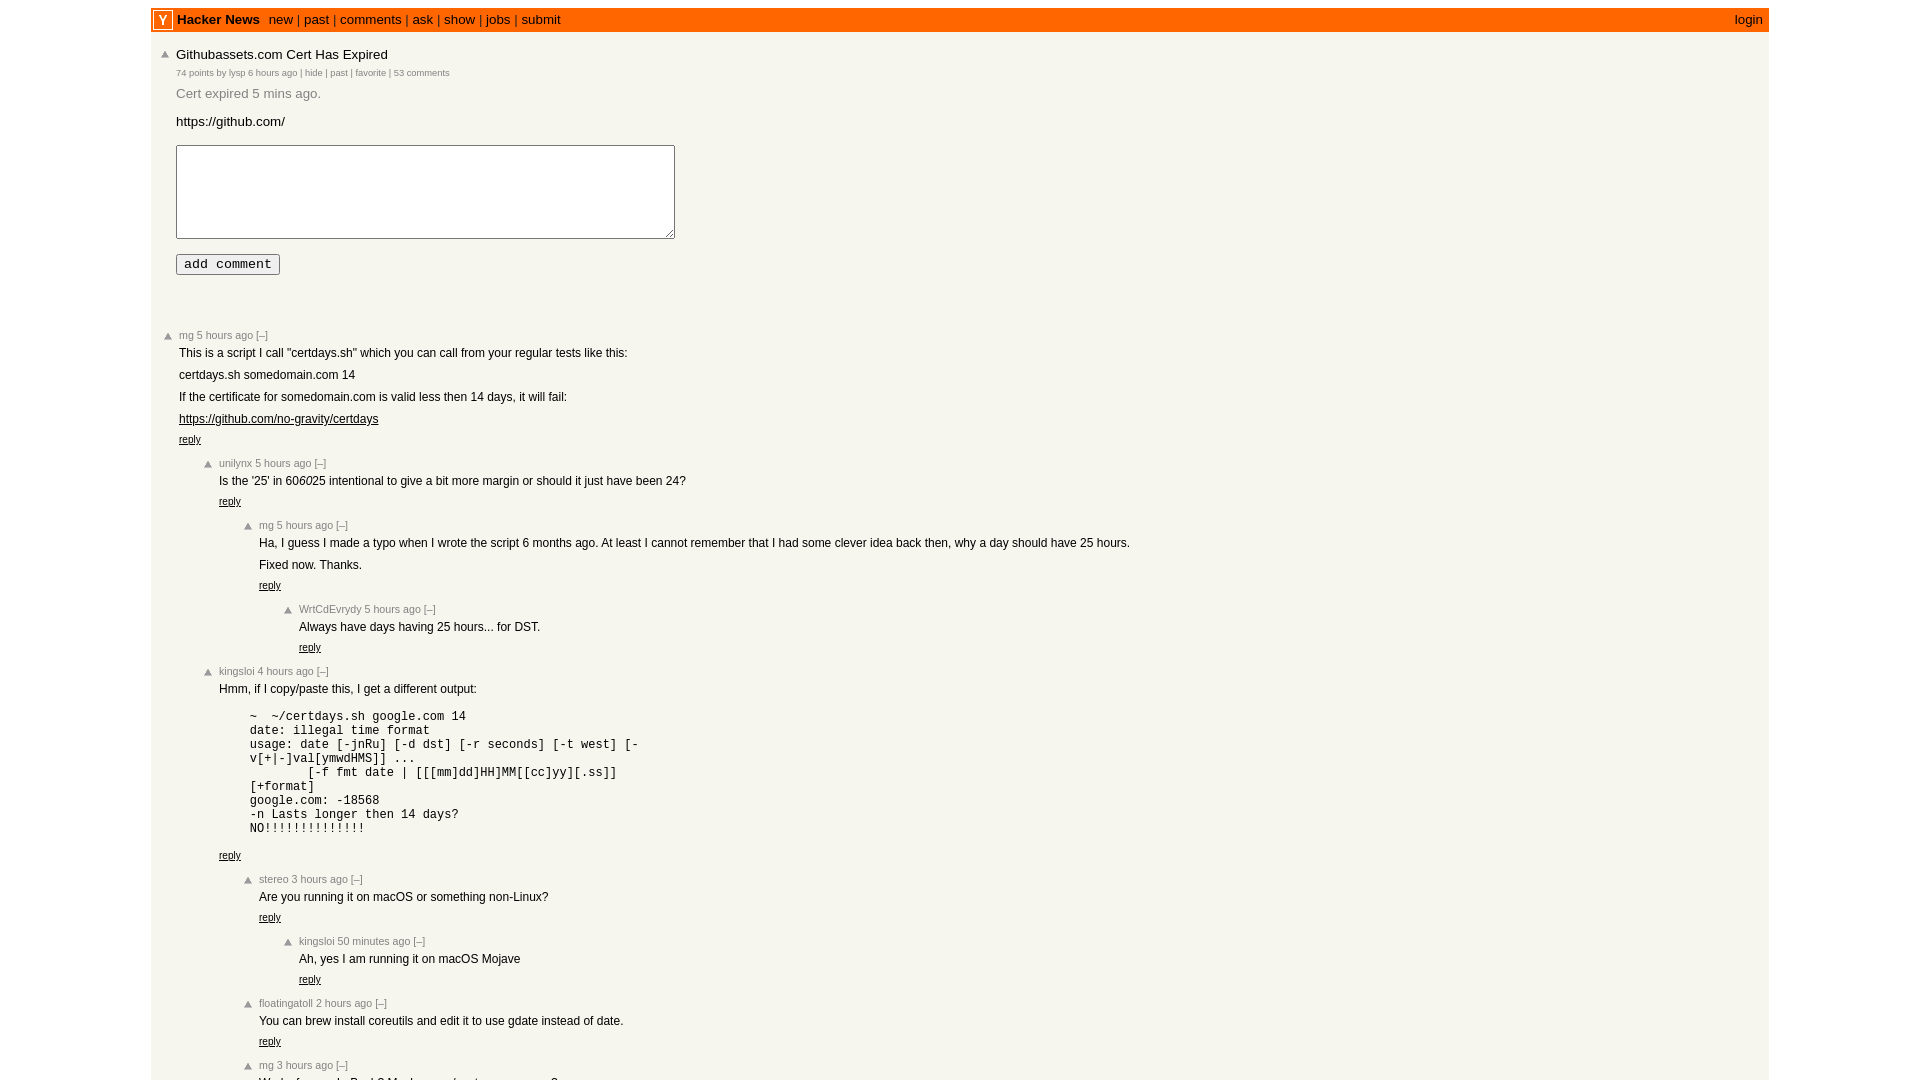 Y Hacker News new | past | comments | ask | show | jobs | submit login
Githubassets.com Cert Has Expired
74 points by lysp 6 hours ago | hide | past | favorite | 53 comments
Cert expired 5 mins ago.
https://github.com/
add comment
mg 5 hours ago [–]
This is a script I call "certdays.sh" which you can call from your regular tests like this:
certdays.sh somedomain.com 14
If the certificate for somedomain.com is valid less then 14 days, it will fail:
https://github.com/no-gravity/certdays
reply
unilynx 5 hours ago [–]
Is the '25' in 606025 intentional to give a bit more margin or should it just have been 24?
reply
mg 5 hours ago [–]
Ha, I guess I made a typo when I wrote the script 6 months ago. At least I cannot remember that I had some clever idea back then, why a day should have 25 hours.
Fixed now. Thanks.
reply
WrtCdEvrydy 5 hours ago [–]
Always have days having 25 hours... for DST.
reply
kingsloi 4 hours ago [–]
Hmm, if I copy/paste this, I get a different output:
~  ~/certdays.sh google.com 14
date: illegal time format
usage: date [-jnRu] [-d dst] [-r seconds] [-t west] [-
v[+|-]val[ymwdHMS]] ...
[-f fmt date | [[[mm]dd]HH]MM[[cc]yy][.ss]]
[+format]
google.com: -18568
-n Lasts longer then 14 days?
NO!!!!!!!!!!!!!!
reply
stereo 3 hours ago [–]
Are you running it on macOS or something non-Linux?
reply
kingsloi 50 minutes ago [–]
Ah, yes I am running it on macOS Mojave
reply
floatingatoll 2 hours ago [–]
You can brew install coreutils and edit it to use gdate instead of date.
reply
mg 3 hours ago [–]